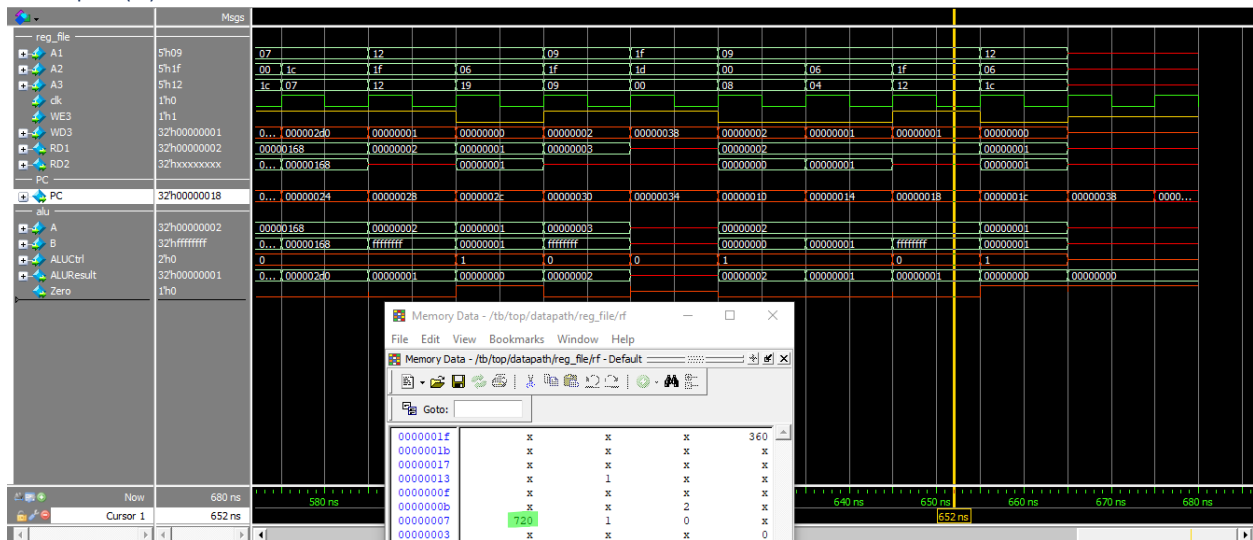 Msgs
reg_file
A1 5'h09 07 12 09 1f 09 12
A2 5'h1f 00 1c 1f 06 1f 1d 00 06 1f 06
A3 5'h12 1c 07 12 19 09 00 08 04 12 1c
clk 1'h0
WE3 1'h1
WD3 32'h00000001 0... 000002d0 00000001 00000000 00000002 00000038 00000002 00000001 00000001 00000000
RD1 32'h00000002 00000168 00000002 00000001 00000003 00000002 00000001
RD2 32'hxxxxxxxx 0... 00000168 00000001 00000000 00000001 00000001
PC
PC 32'h00000018 0... 00000024 00000028 0000002c 00000030 00000034 00000010 00000014 00000018 0000001c 00000038 0000...
alu
A 32'h00000002 00000168 00000002 00000001 00000003 00000002 00000001
B 32'hffffffff 0... 00000168 ffffffff 00000001 ffffffff 00000000 00000001 ffffffff 00000001
ALUCtrl 2'h0 0 1 0 0 1 0 1
ALUResult 32'h00000001 0... 000002d0 00000001 00000000 00000002 00000002 00000001 00000001 00000000 00000000
Zero 1'h0
Memory Data - /tb/top/datapath/reg_file/rf
File Edit View Bookmarks Window Help
Memory Data - /tb/top/datapath/reg_file/rf - Default
Goto:
0000001f x x x 360
0000001b x x x x
00000017 x x x x
00000013 x 1 x x
0000000f x x x x
0000000b x x 2 x
00000007 720 1 0 x
00000003 x x x 0
Now 680 ns 580 ns 640 ns 650 ns 660 ns 670 ns 680 ns
Cursor 1 652 ns 652 ns